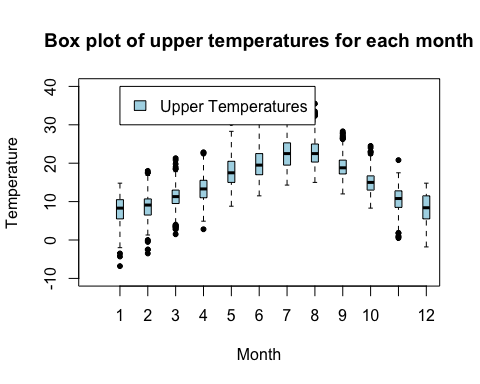 Box plot of upper temperatures for each month
Upper Temperatures
Temperature
-10 0 10 20 30 40
1 2 3 4 5 6 7 8 9 10 12
Month